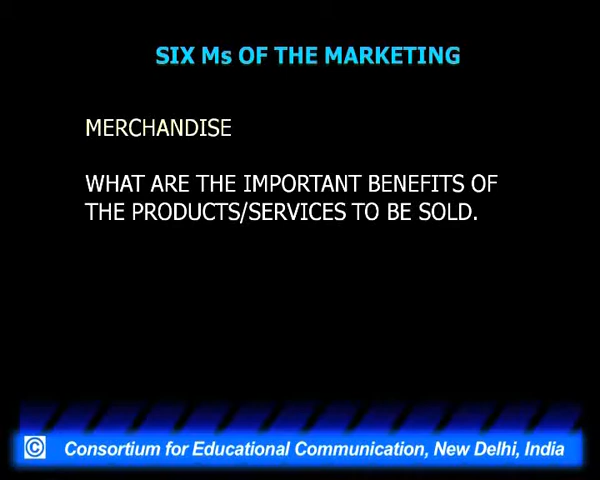 SIX Ms OF THE MARKETING
MERCHANDISE
WHAT ARE THE IMPORTANT BENEFITS OF
THE PRODUCTS/SERVICES TO BE SOLD.
© Consortium for Educational Communication, New Delhi, India